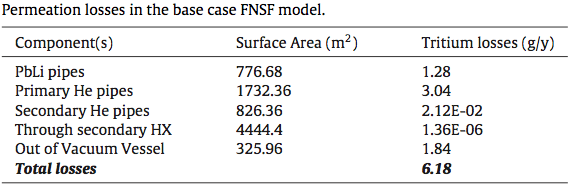 Permeation losses in the base case FNSF model.
Component(s) Surface Area (m²) Tritium losses (g/y)
PbLi pipes 776.68 1.28
Primary He pipes 1732.36 3.04
Secondary He pipes 826.36 2.12E-02
Through secondary HX 4444.4 1.36E-06
Out of Vacuum Vessel 325.96 1.84
Total losses 6.18